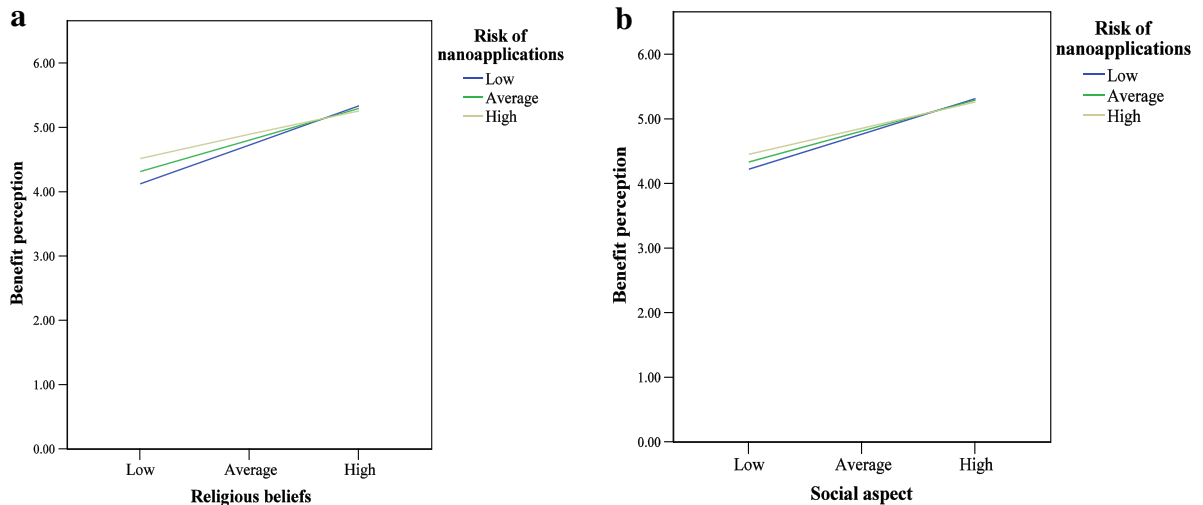 a
Risk of
nanoapplications
Low
Average
High
Benefit perception
6.00
5.00
4.00
3.00
2.00
1.00
0.00
Low Average High
Religious beliefs
b
Risk of
nanoapplications
Low
Average
High
Benefit perception
6.00
5.00
4.00
3.00
2.00
1.00
0.00
Low Average High
Social aspect